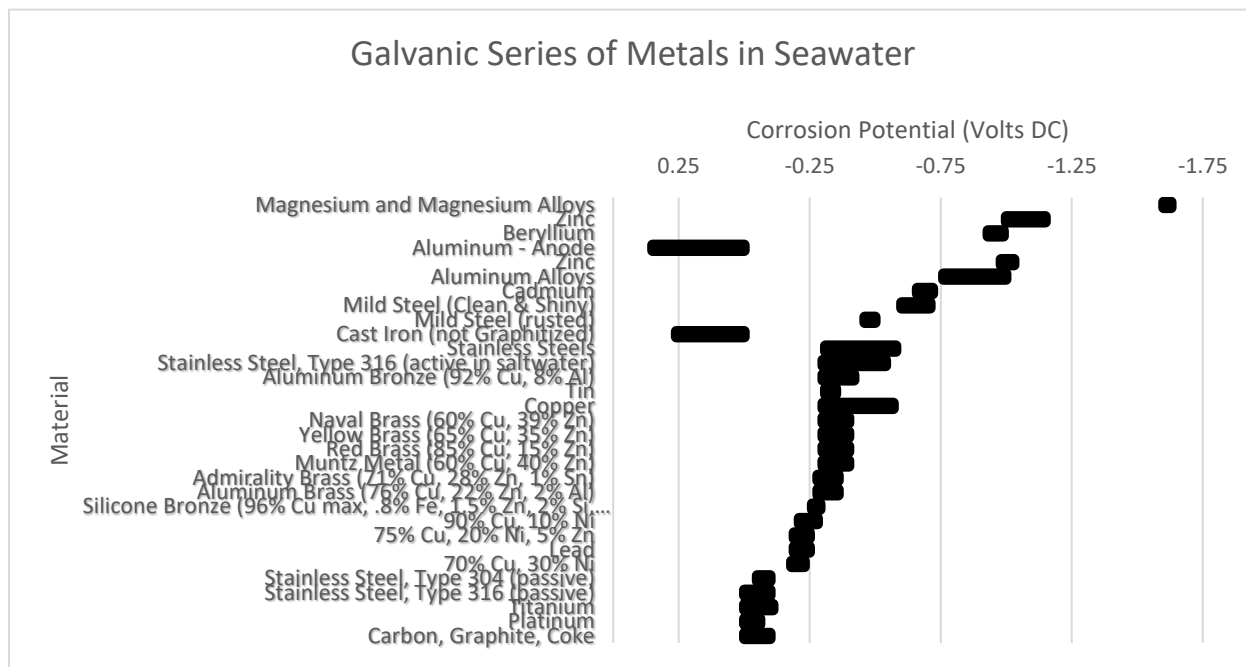 Galvanic Series of Metals in Seawater
Corrosion Potential (Volts DC)
0.25 -0.25 -0.75 -1.25 -1.75
Material
Magnesium and Magnesium Alloys
Zinc
Beryllium
Aluminum - Anode
Zinc
Aluminum Alloys
Cadmium
Mild Steel (Clean & Shiny)
Mild Steel (rusted)
Cast Iron (not Graphitized)
Stainless Steels
Stainless Steel, Type 316 (active in saltwater)
Aluminum Bronze (92% Cu, 8% Al)
Tin
Copper
Naval Brass (60% Cu, 39% Zn)
Yellow Brass (65% Cu, 35% Zn)
Red Brass (85% Cu, 15% Zn)
Muntz Metal (60% Cu, 40% Zn)
Admirality Brass (71% Cu, 28% Zn, 1% Sn)
Aluminum Brass (76% Cu, 22% Zn, 2% Al)
Silicone Bronze (96% Cu max, .8% Fe, 1.5% Zn, 2% Si,...
90% Cu, 10% Ni
75% Cu, 20% Ni, 5% Zn
Lead
70% Cu, 30% Ni
Stainless Steel, Type 304 (passive)
Stainless Steel, Type 316 (passive)
Titanium
Platinum
Carbon, Graphite, Coke